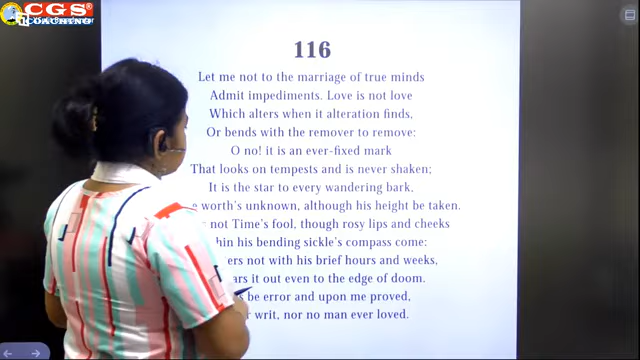 CGS
COACHING
116
Let me not to the marriage of true minds
Admit impediments. Love is not love
Which alters when it alteration finds,
Or bends with the remover to remove:
O no! it is an ever-fixed mark
That looks on tempests and is never shaken;
It is the star to every wandering bark,
worth's unknown, although his height be taken.
not Time's fool, though rosy lips and cheeks
his bending sickle's compass come:
not with his brief hours and weeks,
it out even to the edge of doom.
be error and upon me proved,
writ, nor no man ever loved.